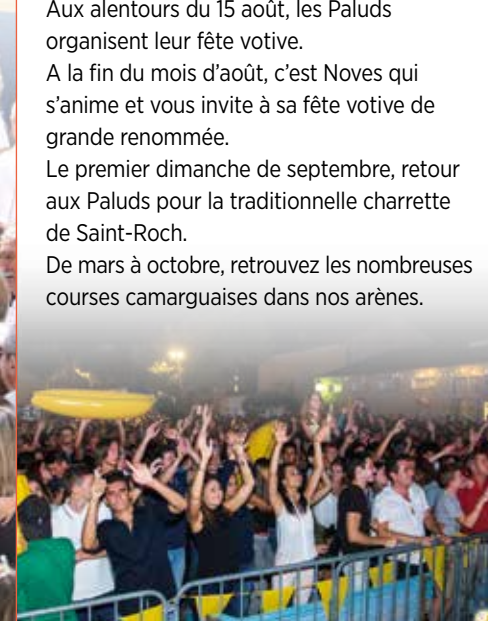 Aux alentours du 15 août, les Paluds
organisent leur fête votive.
A la fin du mois d’août, c’est Noves qui
s’anime et vous invite à sa fête votive de
grande renommée.
Le premier dimanche de septembre, retour
aux Paluds pour la traditionnelle charrette
de Saint-Roch.
De mars à octobre, retrouvez les nombreuses
courses camarguaises dans nos arènes.